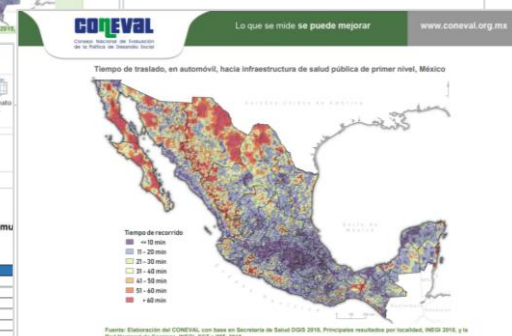 CONEVAL
Consejo Nacional de Evaluación
de la Política de Desarrollo Social
Lo que se mide se puede mejorar
www.coneval.org.mx
Tiempo de traslado, en automóvil, hacia infraestructura de salud pública de primer nivel, México
Estados Unidos de América
Golfo de
México
Tiempo de recorrido
<= 10 min
11 - 20 min
21 - 30 min
31 - 40 min
41 - 50 min
51 - 60 min
> 60 min
Fuente: Elaboración del CONEVAL con base en Secretaría de Salud DGIS 2018, Principales resultados por localidad, INEGI 2010, y la